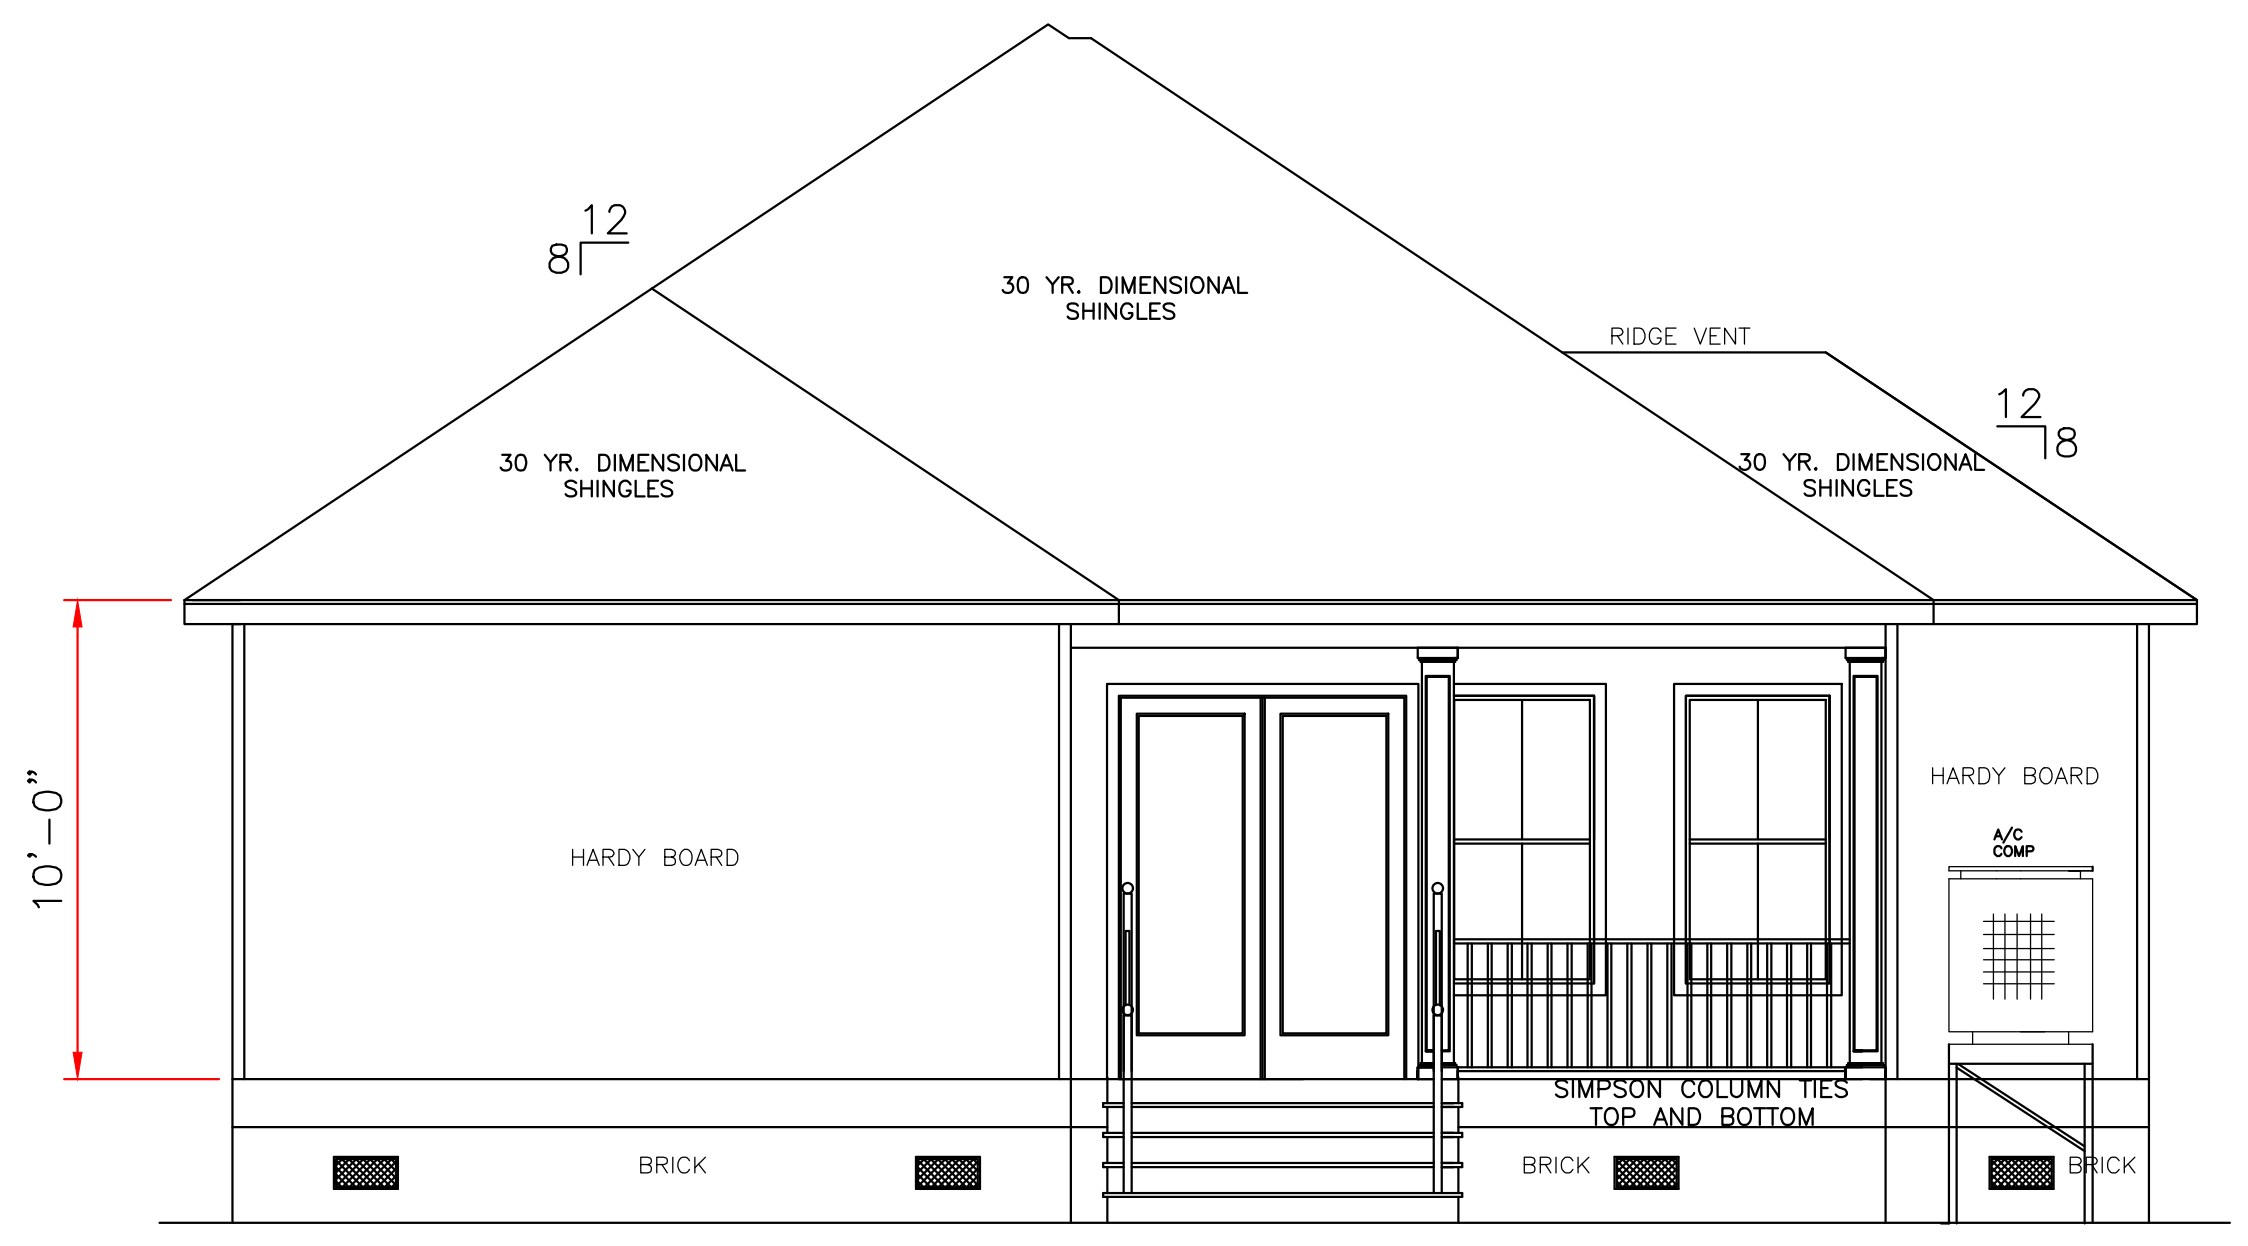 12
8
30 YR. DIMENSIONAL
SHINGLES
RIDGE VENT
12
8
30 YR. DIMENSIONAL
SHINGLES
30 YR. DIMENSIONAL
SHINGLES
10'-0"
HARDY BOARD
HARDY BOARD
A/C
COMP
SIMPSON COLUMN TIES
TOP AND BOTTOM
BRICK
BRICK
BRICK